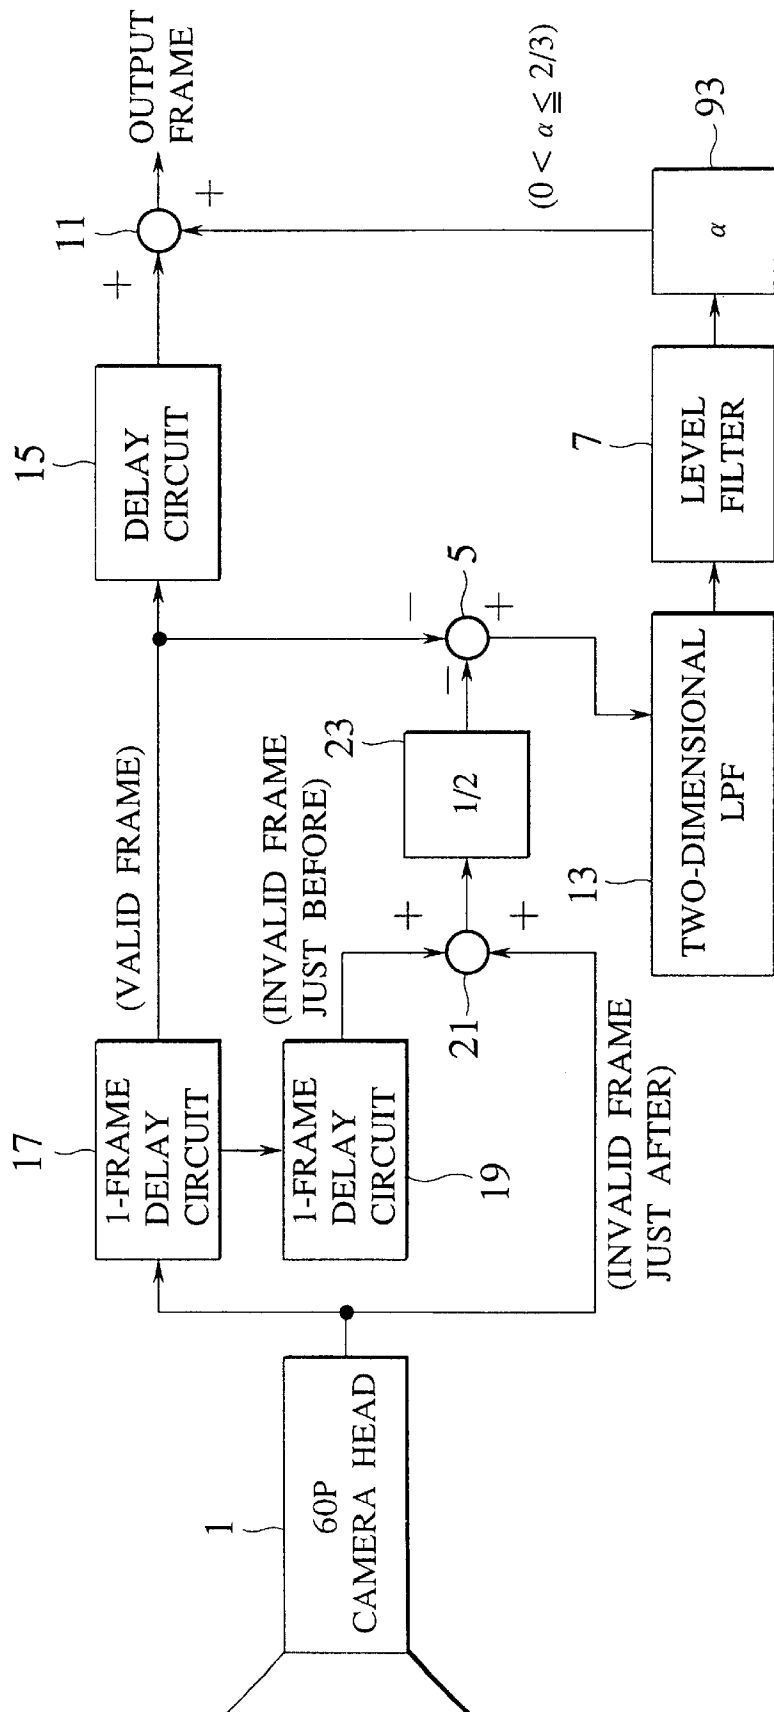 1
60P
CAMERA HEAD
17
1-FRAME
DELAY
CIRCUIT
(VALID FRAME)
15
DELAY
CIRCUIT
+
11
+
OUTPUT
FRAME
1-FRAME
DELAY
CIRCUIT
19
(INVALID FRAME
JUST BEFORE)
+
+
21
23
1/2
−
−
5
+
(INVALID FRAME
JUST AFTER)
13
TWO-DIMENSIONAL
LPF
7
LEVEL
FILTER
α
93
(0 < α ≦ 2/3)